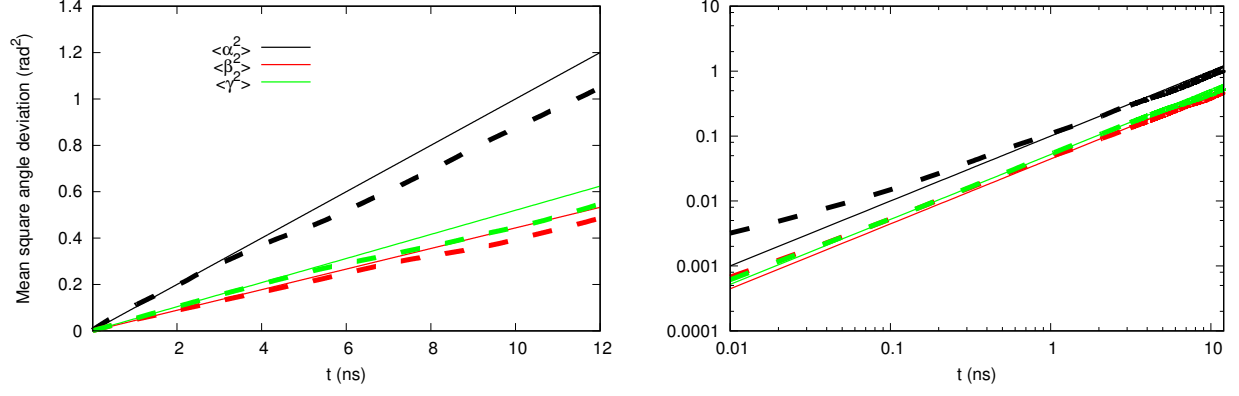 Mean square angle deviation (rad²)
1.4
1.2
1
0.8
0.6
0.4
0.2
0
<α²>
<β²>
<γ²>
2 4 6 8 10 12
t (ns)
10
1
0.1
0.01
0.001
0.0001
0.01 0.1 1 10
t (ns)